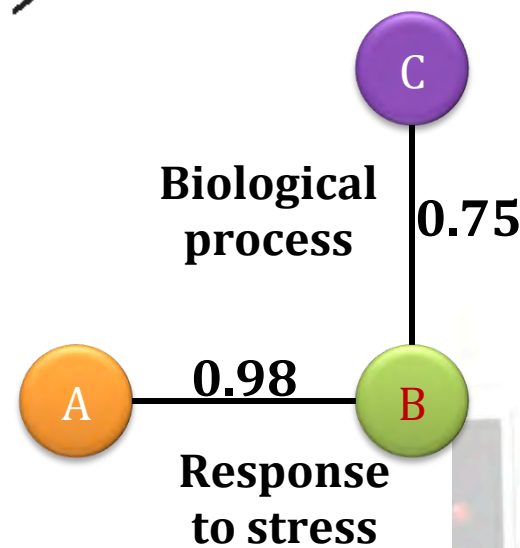 C
Biological
process
0.75
0.98
A
B
Response
to stress